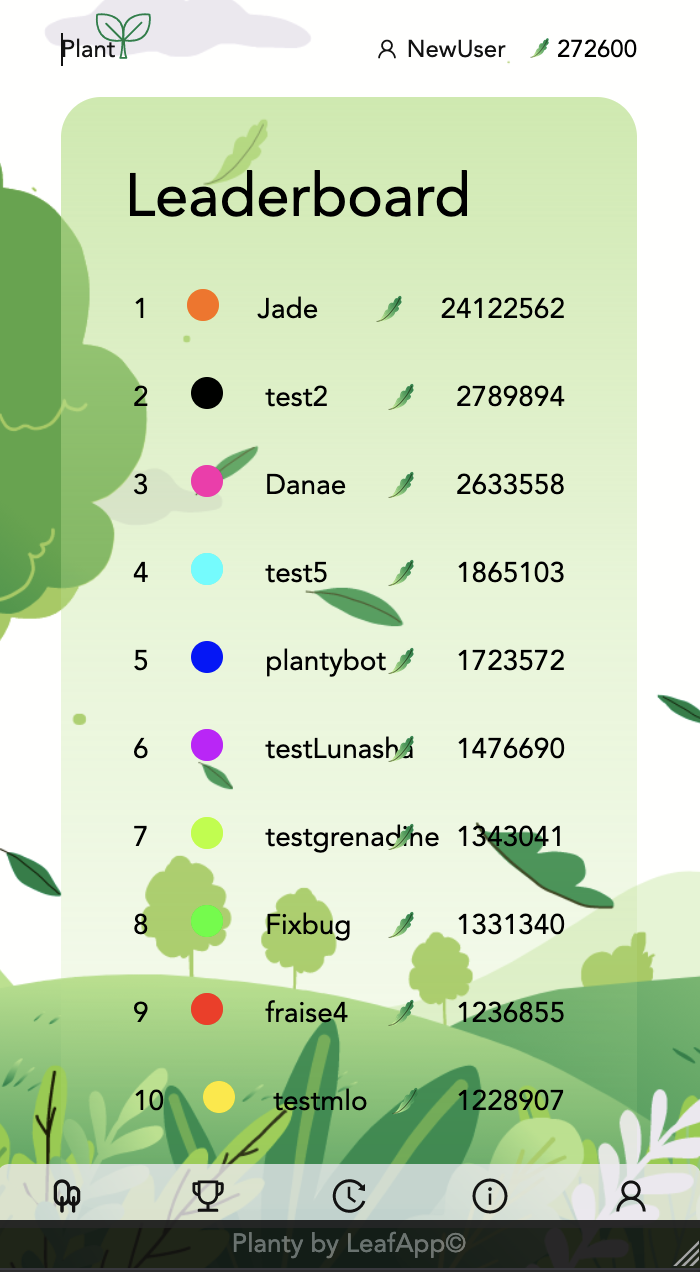 Plant NewUser 272600
Leaderboard
1 Jade 24122562
2 test2 2789894
3 Danae 2633558
4 test5 1865103
5 plantybot 1723572
6 testLunasha 1476690
7 testgrenadine 1343041
8 Fixbug 1331340
9 fraise4 1236855
10 testmlo 1228907
Planty by LeafApp©